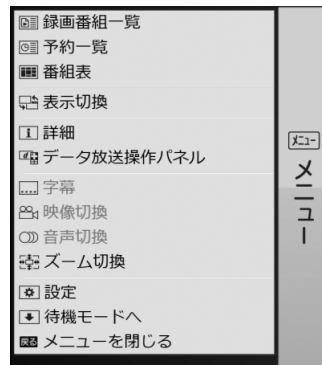 録画番組一覧
予約一覧
番組表
表示切換
詳細
データ放送操作パネル
字幕
映像切換
音声切換
ズーム切換
設定
待機モードへ
戻る メニューを閉じる
メニュー
メニュー